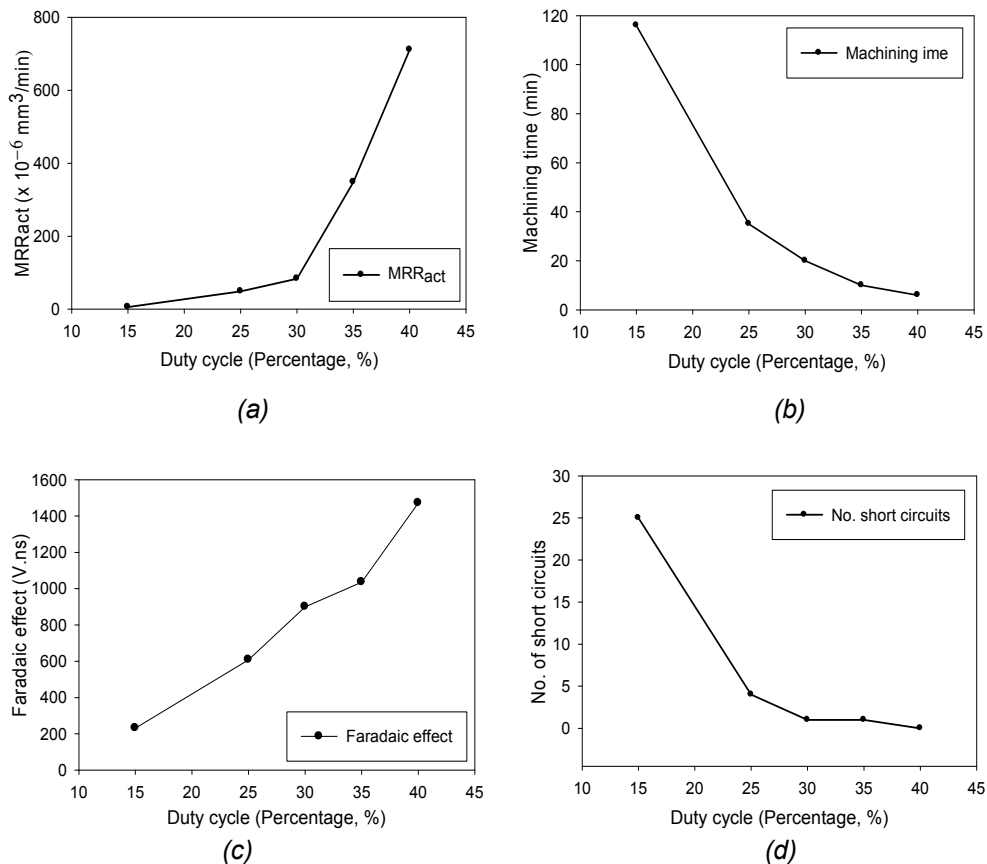 800
600
400
200
0
MRRact (x 10⁻⁶ mm³/min)
MRRact
10 15 20 25 30 35 40 45
Duty cycle (Percentage, %)
(a)
120
100
80
60
40
20
0
Machining time (min)
Machining ime
10 15 20 25 30 35 40 45
Duty cycle (Percentage, %)
(b)
1600
1400
1200
1000
800
600
400
200
0
Faradaic effect (V.ns)
Faradaic effect
10 15 20 25 30 35 40 45
Duty cycle (Percentage, %)
(c)
30
25
20
15
10
5
0
No. of short circuits
No. short circuits
10 15 20 25 30 35 40 45
Duty cycle (Percentage, %)
(d)